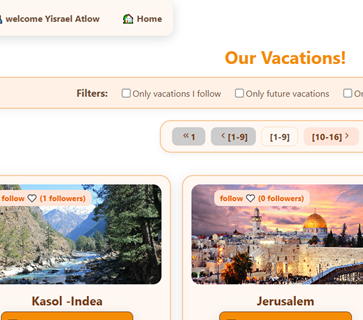 welcome Yisrael Atlow Home
Our Vacations!
Filters: Only vacations I follow Only future vacations
« 1 ‹ [1-9] [1-9] [10-16] ›
follow (1 followers) follow (0 followers)
Kasol -Indea Jerusalem